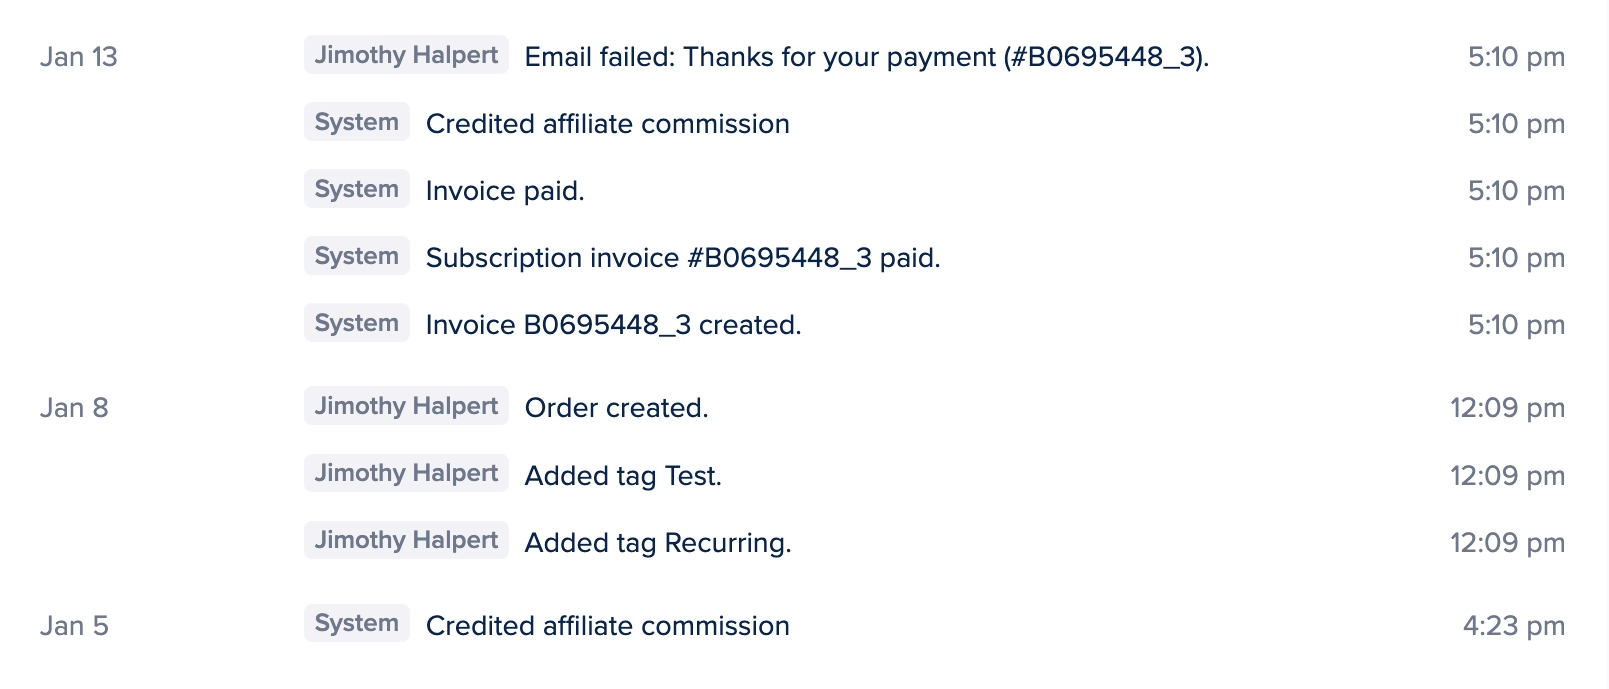 Jan 13 Jimothy Halpert Email failed: Thanks for your payment (#B0695448_3). 5:10 pm
System Credited affiliate commission 5:10 pm
System Invoice paid. 5:10 pm
System Subscription invoice #B0695448_3 paid. 5:10 pm
System Invoice B0695448_3 created. 5:10 pm
Jan 8 Jimothy Halpert Order created. 12:09 pm
Jimothy Halpert Added tag Test. 12:09 pm
Jimothy Halpert Added tag Recurring. 12:09 pm
Jan 5 System Credited affiliate commission 4:23 pm